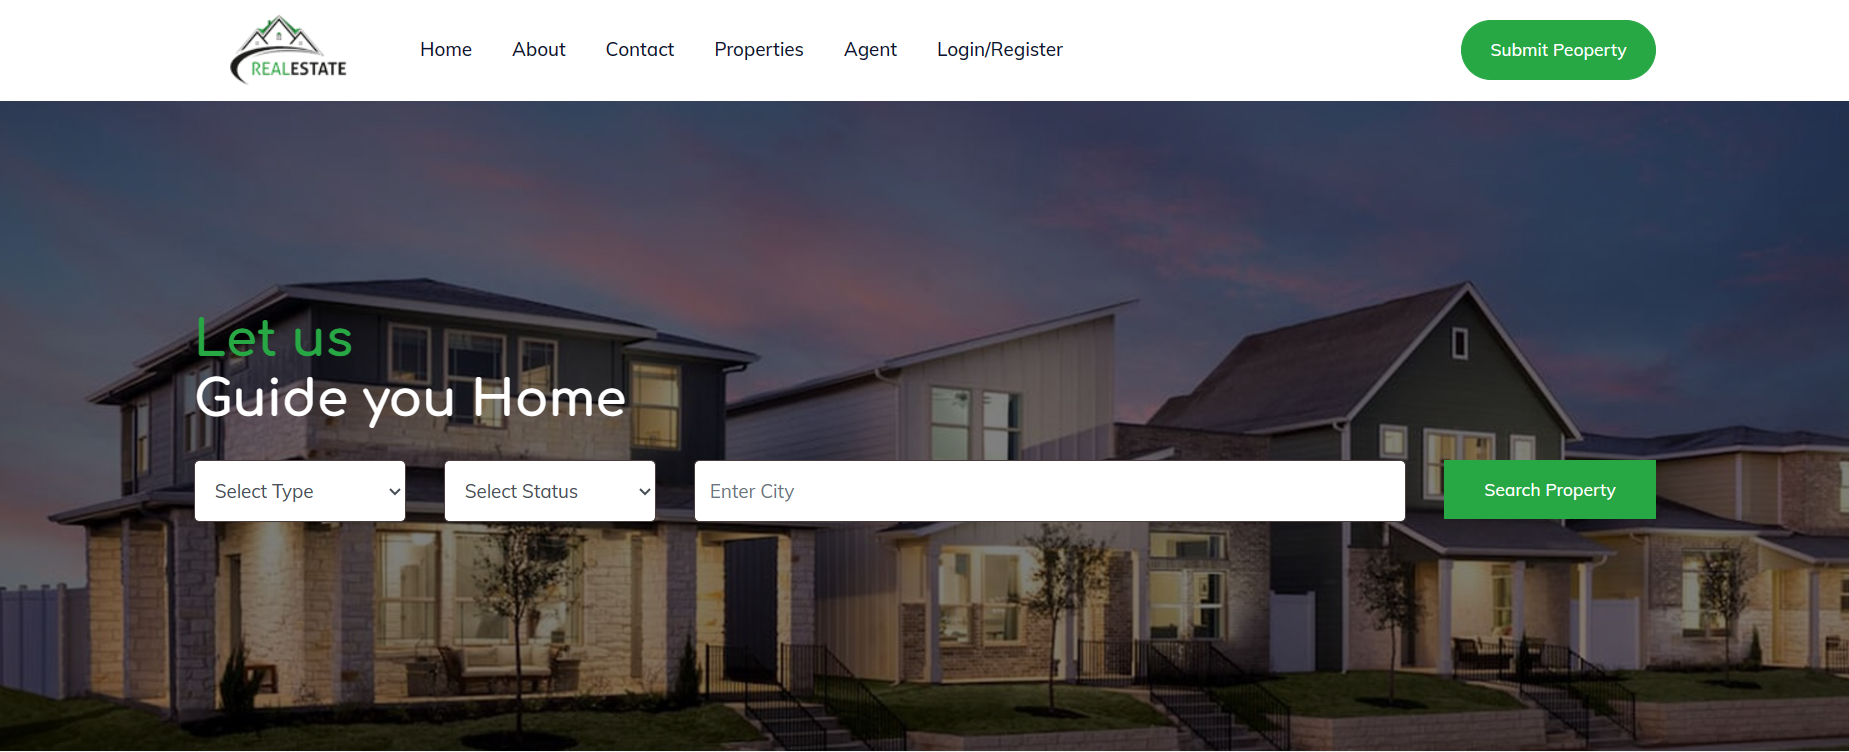 REALESTATE
Home
About
Contact
Properties
Agent
Login/Register
Submit Peoperty
Let us
Guide you Home
Select Type
Select Status
Enter City
Search Property